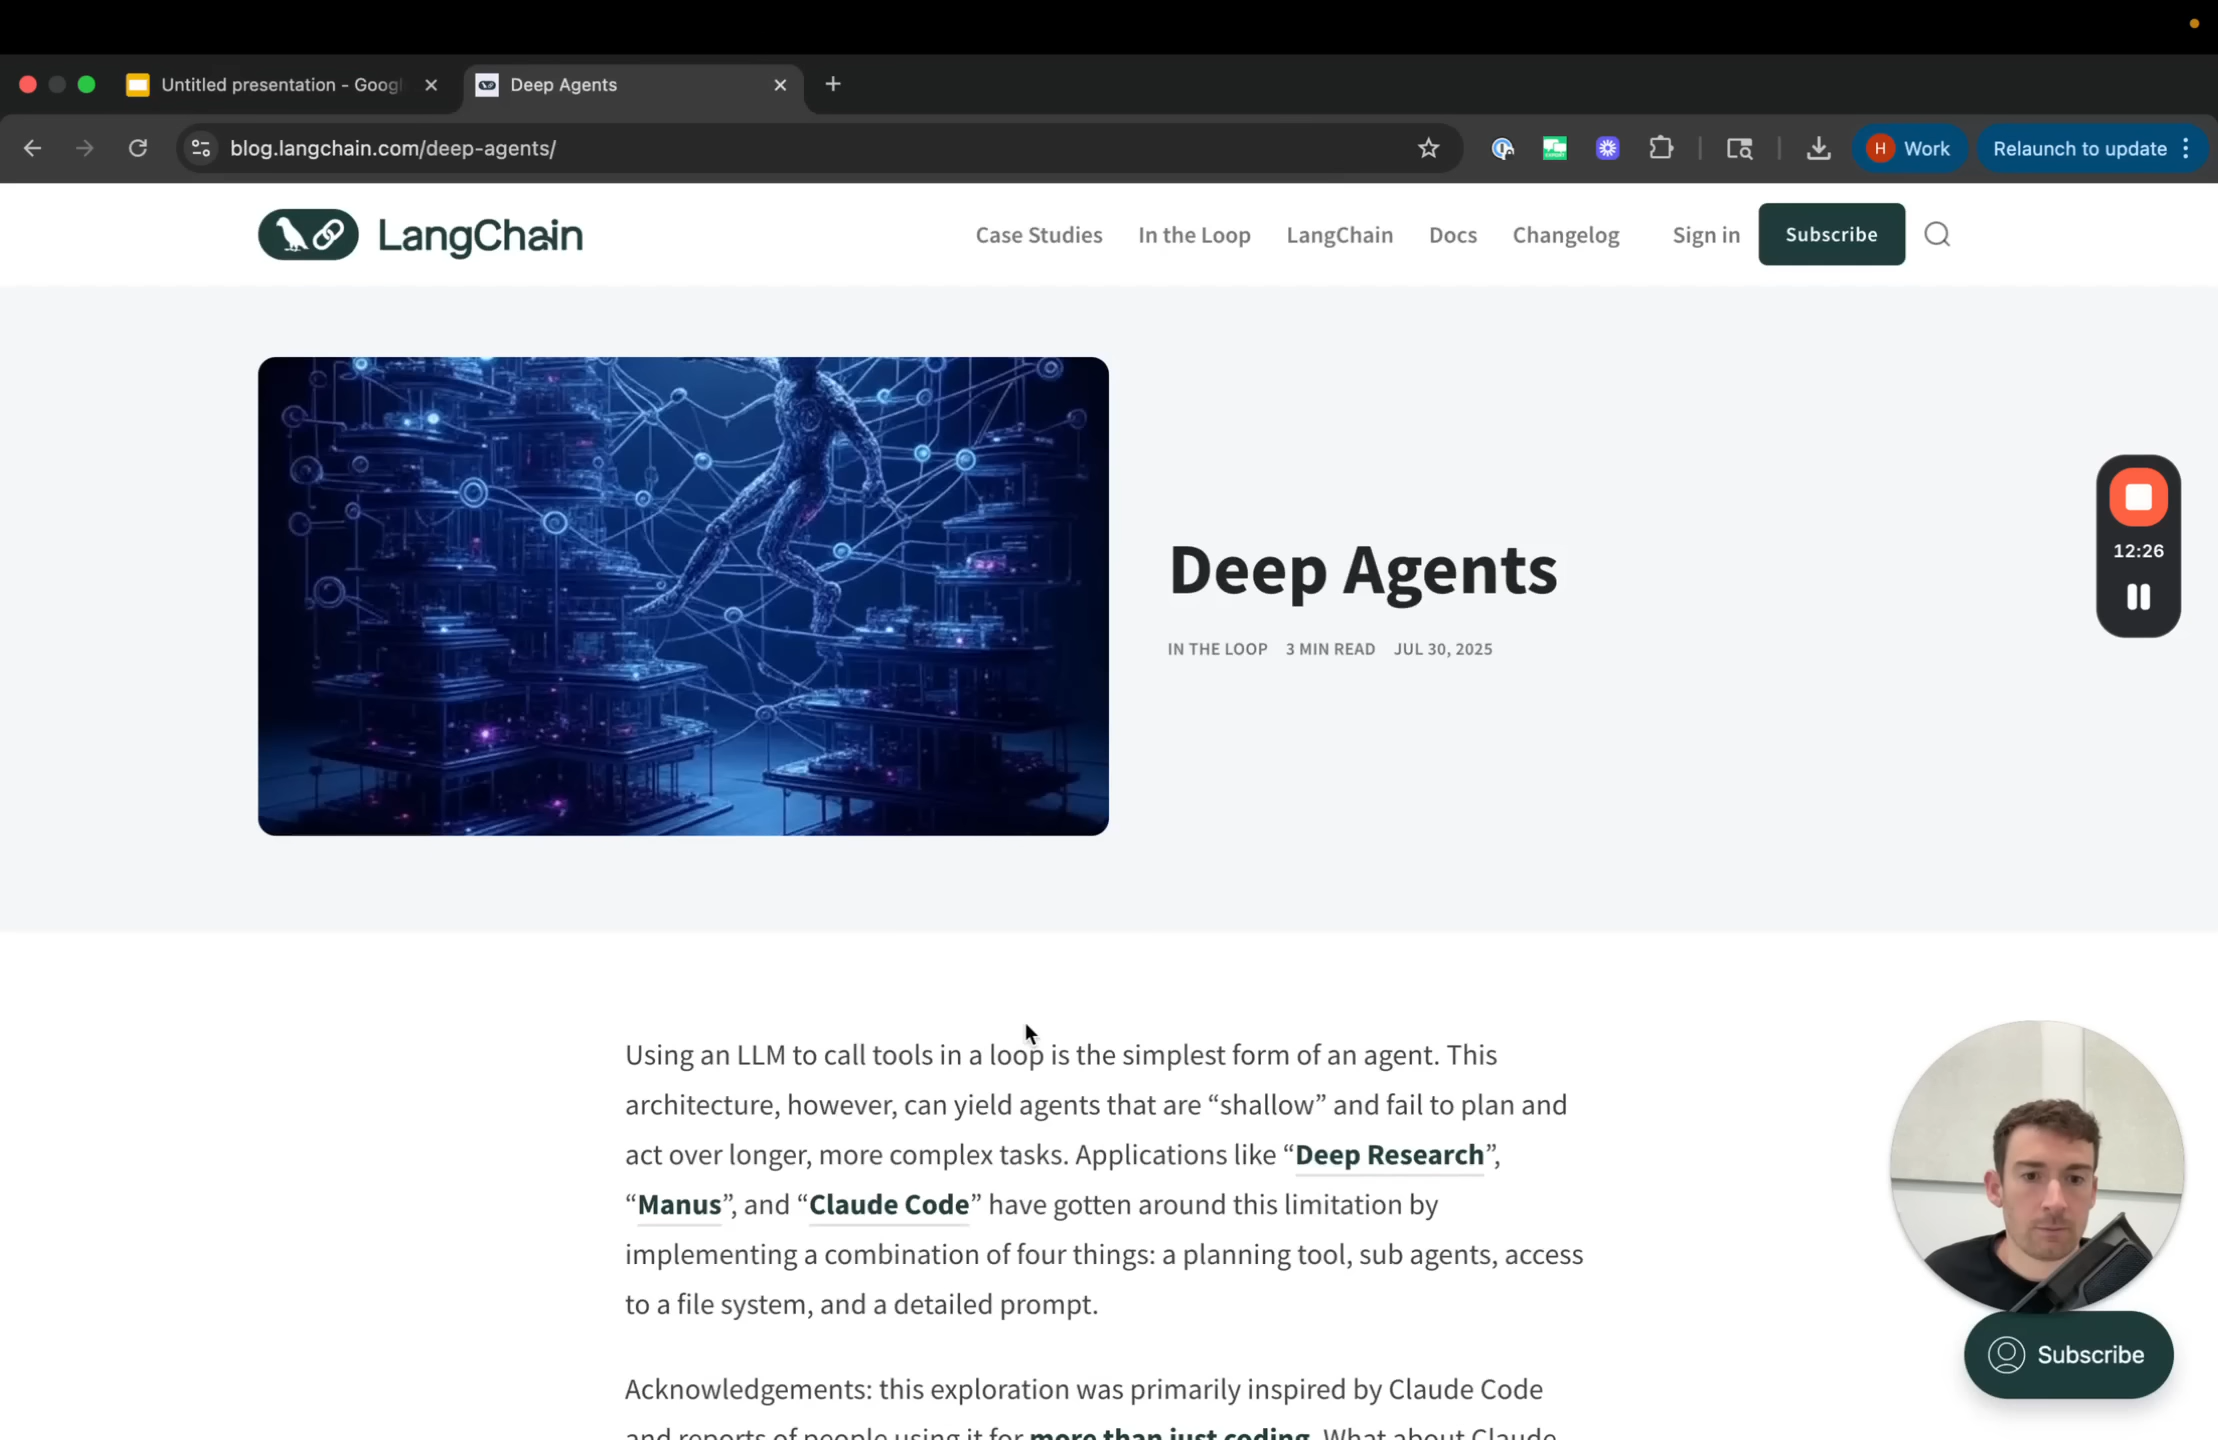 Untitled presentation - Googl
Deep Agents
blog.langchain.com/deep-agents/
H Work
Relaunch to update
LangChain
Case Studies
In the Loop
LangChain
Docs
Changelog
Sign in
Subscribe
12:26
Deep Agents
IN THE LOOP 3 MIN READ JUL 30, 2025
Using an LLM to call tools in a loop is the simplest form of an agent. This
architecture, however, can yield agents that are “shallow” and fail to plan and
act over longer, more complex tasks. Applications like “Deep Research”,
“Manus”, and “Claude Code” have gotten around this limitation by
implementing a combination of four things: a planning tool, sub agents, access
to a file system, and a detailed prompt.
Acknowledgements: this exploration was primarily inspired by Claude Code
and reports of people using it for more than just coding. What about Claude
Subscribe